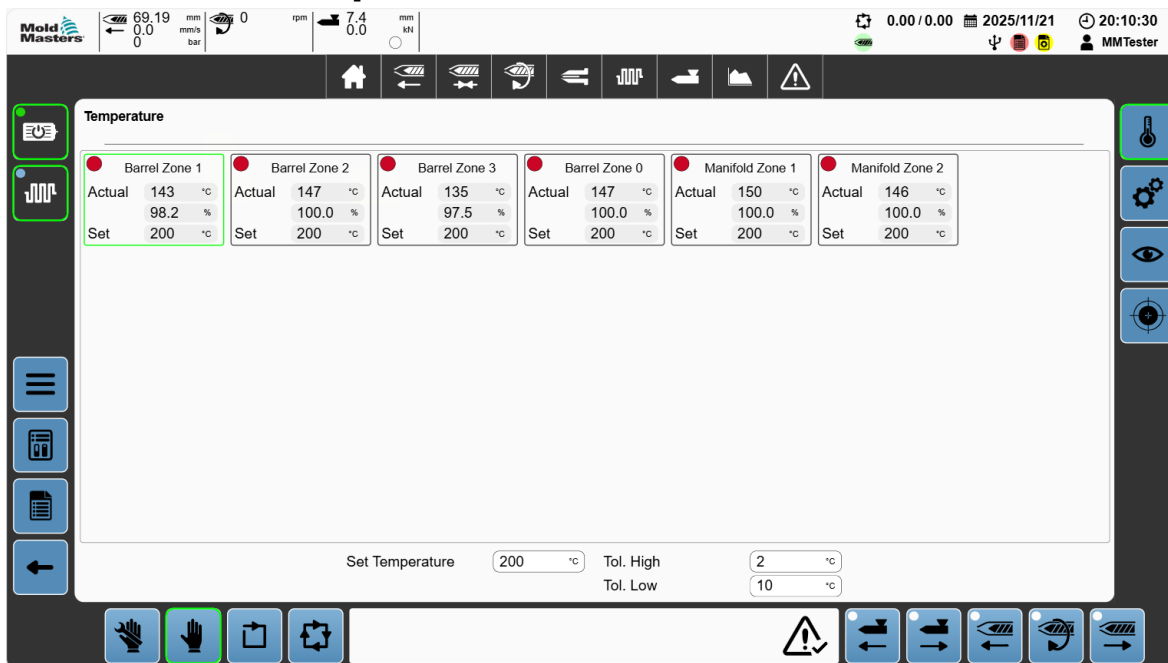 Mold Masters
69.19 mm
0.0 mm/s
0 bar
0 rpm
7.4 mm
0.0 kN
0.00 / 0.00
2025/11/21
20:10:30
MMTester
Temperature
Barrel Zone 1
Actual 143 °C
98.2 %
Set 200 °C
Barrel Zone 2
Actual 147 °C
100.0 %
Set 200 °C
Barrel Zone 3
Actual 135 °C
97.5 %
Set 200 °C
Barrel Zone 0
Actual 147 °C
100.0 %
Set 200 °C
Manifold Zone 1
Actual 150 °C
100.0 %
Set 200 °C
Manifold Zone 2
Actual 146 °C
100.0 %
Set 200 °C
Set Temperature 200 °C
Tol. High 2 °C
Tol. Low 10 °C